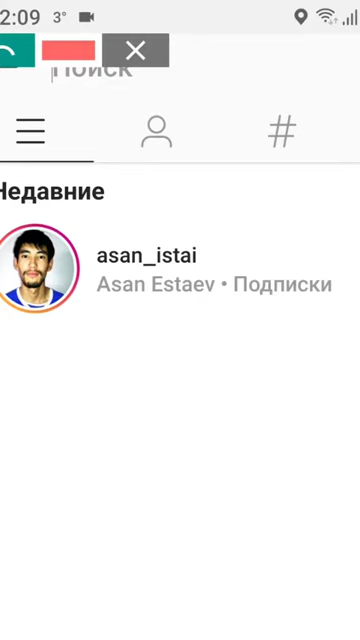 2:09 3°
Поиск
#
Недавние
asan_istai
Asan Estaev • Подписки